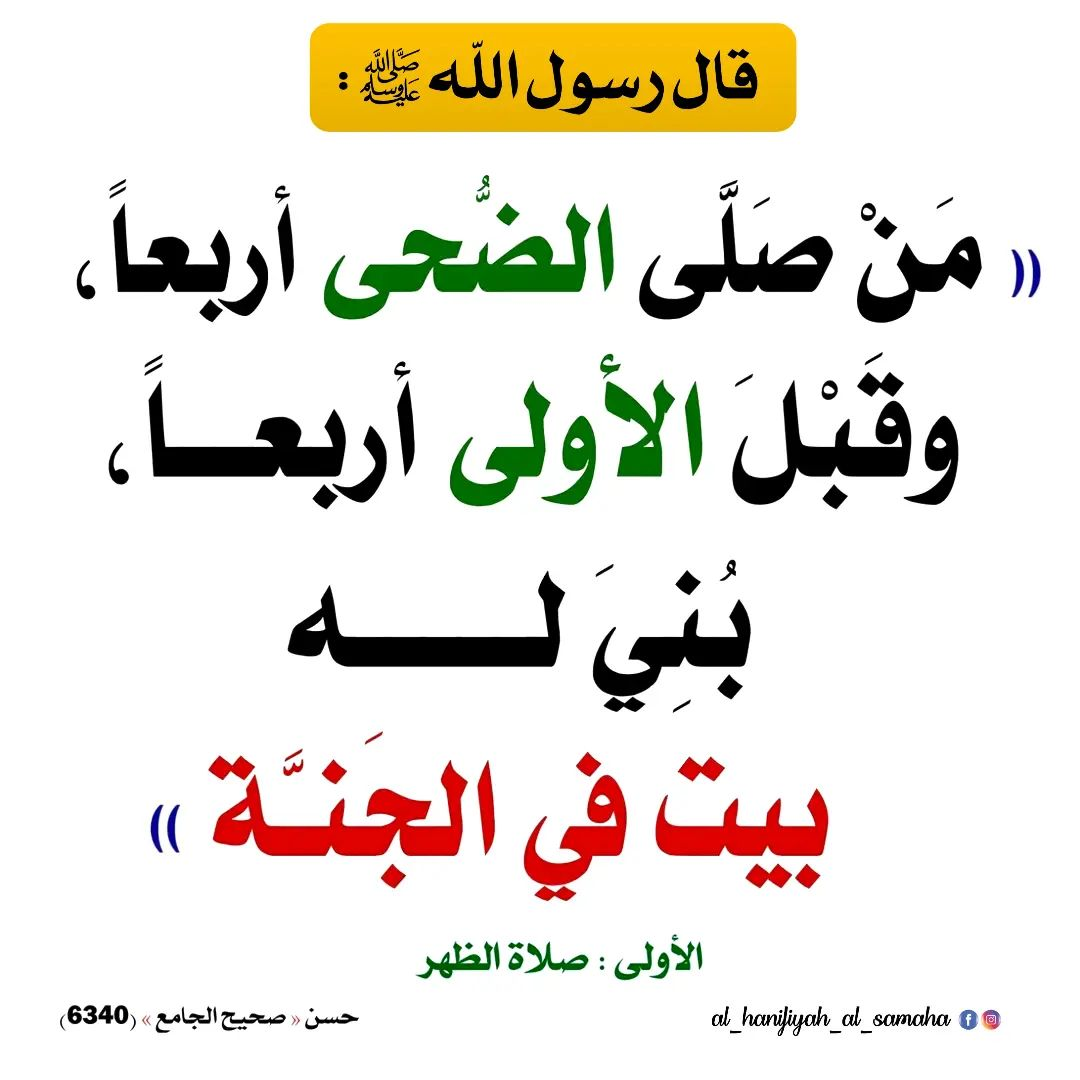 قال رسول الله ﷺ :
(( مَنْ صَلَّى الضُّحى أربعاً،
وقَبْلَ الأولى أربعـــاً،
بُنِيَ لـــــه
بيت في الجَنـَّة ))
الأولى : صلاة الظهر
حسن « صحيح الجامع » (6340)
al_hanifiyah_al_samaha